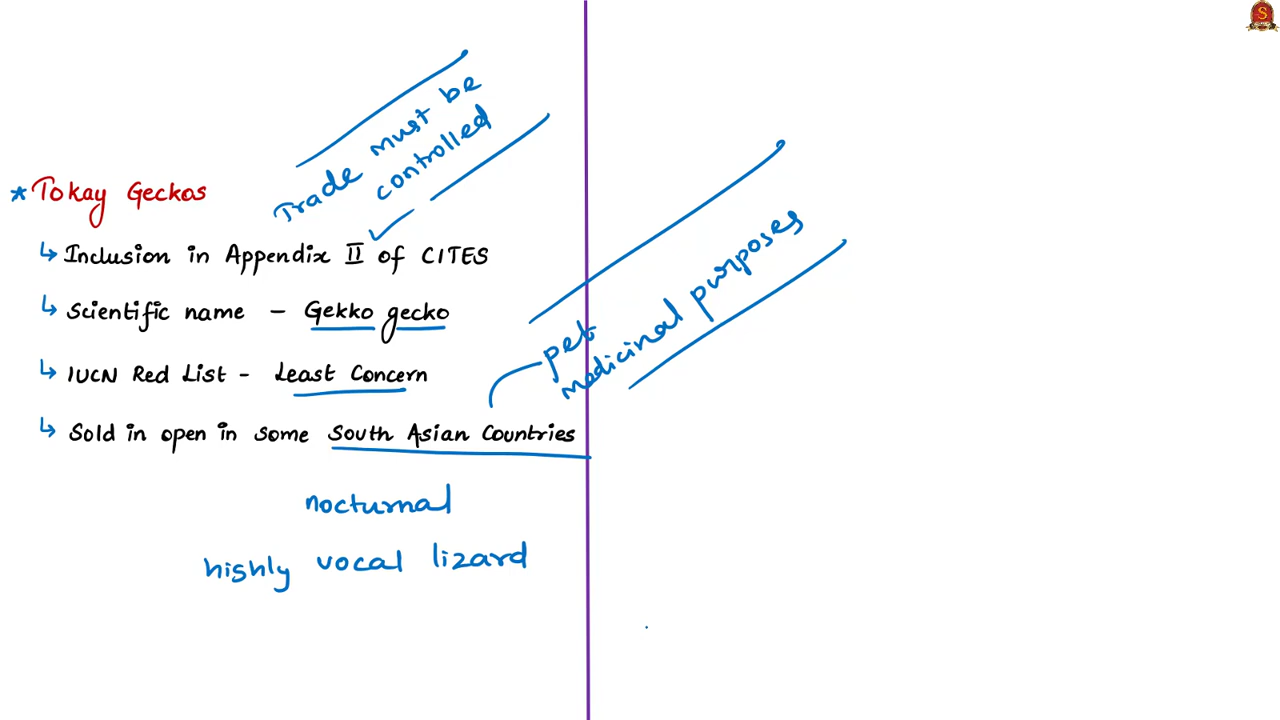 Trade must be
controlled
* Tokay Geckos
↳ Inclusion in Appendix II of CITES
↳ Scientific name - Gekko gecko
pet
medicinal purposes
↳ IUCN Red List - Least Concern
↳ Sold in open in some South Asian Countries
nocturnal
highly vocal lizard